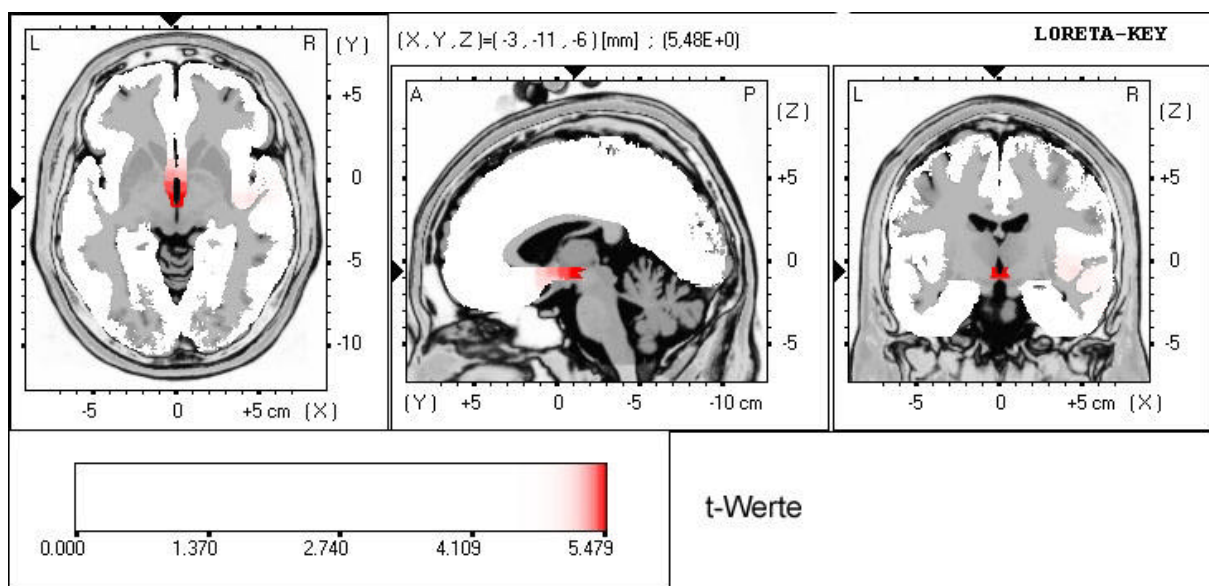 L R (Y)
+5
0
-5
-10
-5 0 +5 cm (X)
(X, Y, Z)=(-3, -11, -6) [mm] ; (5,48E+0)
LORETA-KEY
A P (Z)
+5
0
-5
(Y) +5 0 -5 -10 cm
L R (Z)
+5
0
-5
-5 0 +5 cm (X)
0.000 1.370 2.740 4.109 5.479
t-Werte